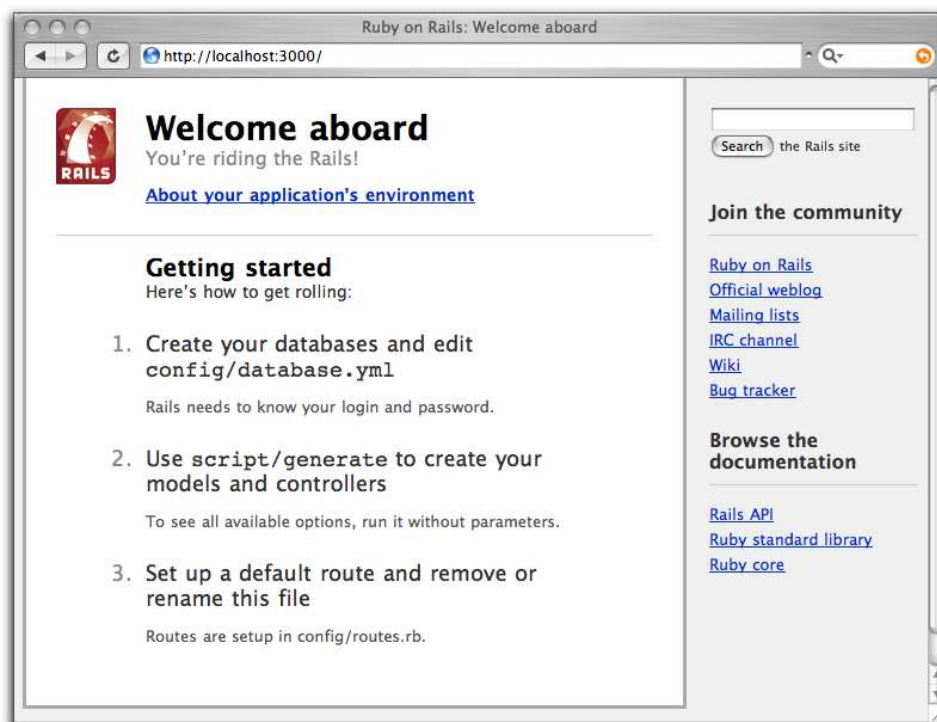 Ruby on Rails: Welcome aboard
http://localhost:3000/
RAILS
Welcome aboard
You're riding the Rails!
About your application's environment
Getting started
Here's how to get rolling:
1. Create your databases and edit
config/database.yml
Rails needs to know your login and password.
2. Use script/generate to create your
models and controllers
To see all available options, run it without parameters.
3. Set up a default route and remove or
rename this file
Routes are setup in config/routes.rb.
Search the Rails site
Join the community
Ruby on Rails
Official weblog
Mailing lists
IRC channel
Wiki
Bug tracker
Browse the
documentation
Rails API
Ruby standard library
Ruby core